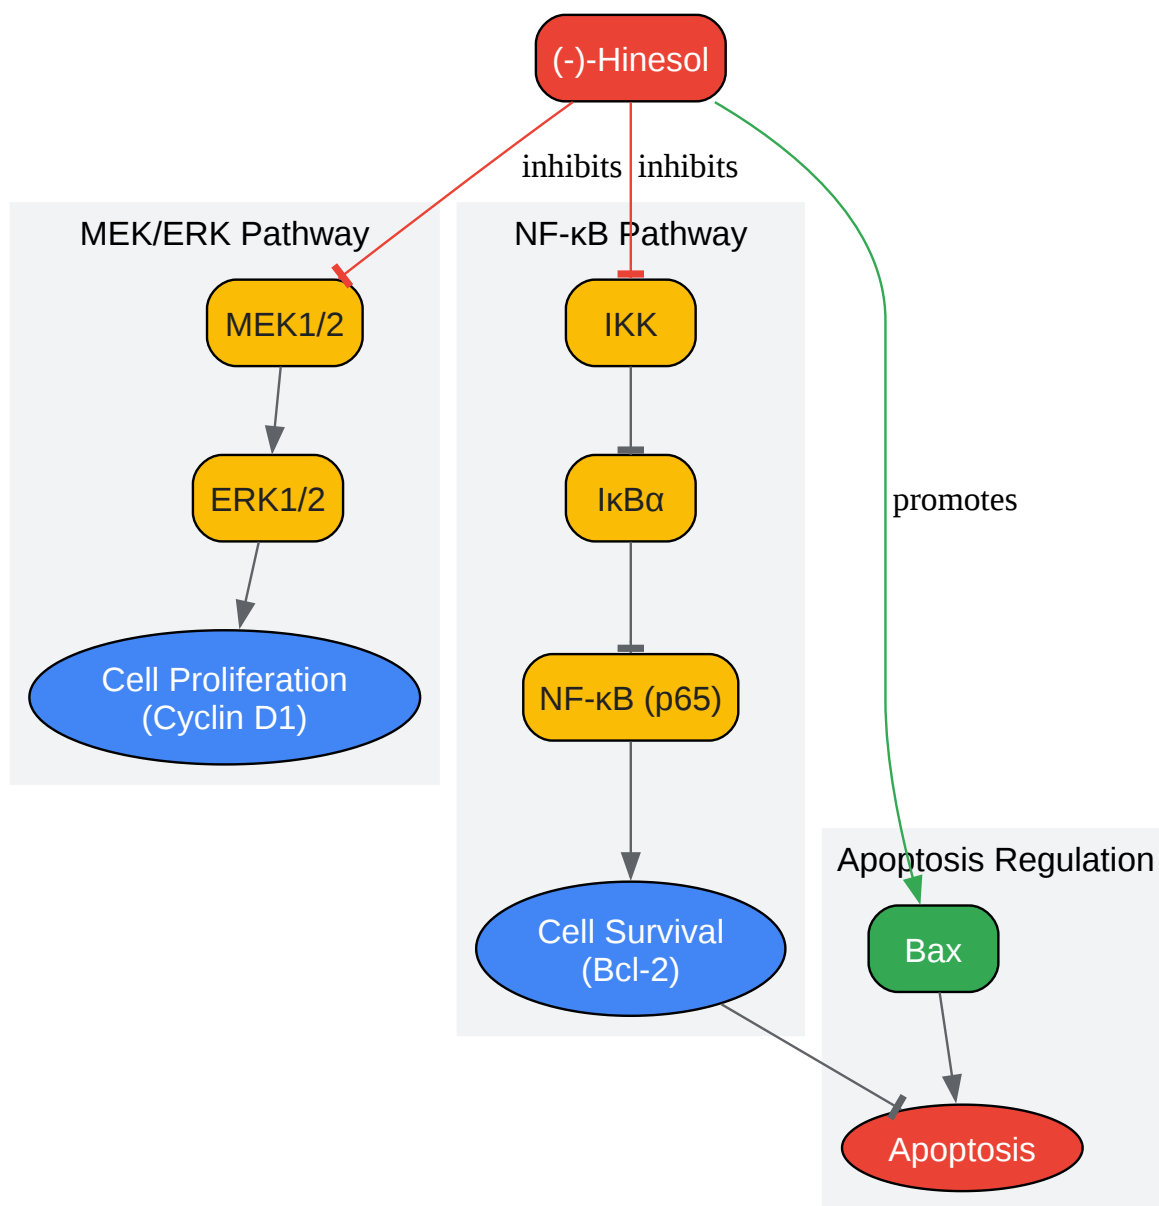 (-)-Hinesol
inhibits
inhibits
MEK/ERK Pathway
NF-κB Pathway
MEK1/2
IKK
ERK1/2
IκBα
promotes
Cell Proliferation
(Cyclin D1)
NF-κB (p65)
Apoptosis Regulation
Cell Survival
(Bcl-2)
Bax
Apoptosis